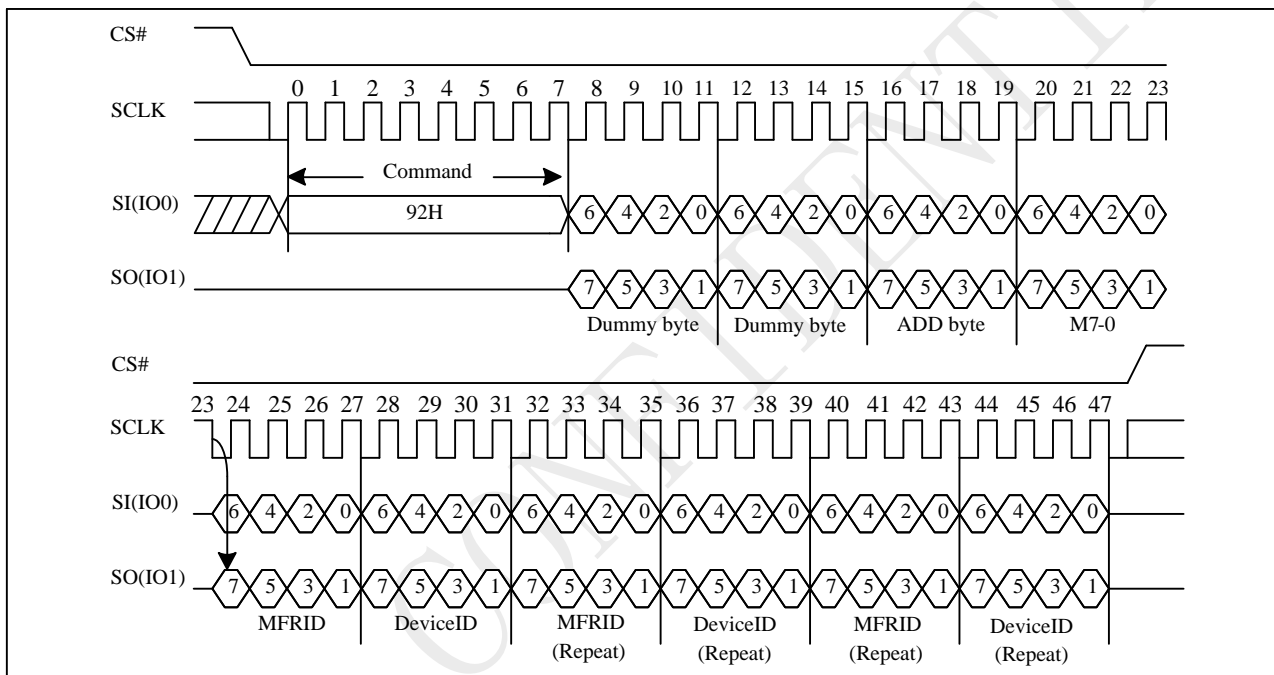 CS#
0 1 2 3 4 5 6 7 8 9 10 11 12 13 14 15 16 17 18 19 20 21 22 23
SCLK
Command
SI(IO0)
92H
6 4 2 0 6 4 2 0 6 4 2 0 6 4 2 0
SO(IO1)
7 5 3 1 7 5 3 1 7 5 3 1 7 5 3 1
Dummy byte Dummy byte ADD byte M7-0
CS#
23 24 25 26 27 28 29 30 31 32 33 34 35 36 37 38 39 40 41 42 43 44 45 46 47
SCLK
SI(IO0)
6 4 2 0 6 4 2 0 6 4 2 0 6 4 2 0 6 4 2 0 6 4 2 0
SO(IO1)
7 5 3 1 7 5 3 1 7 5 3 1 7 5 3 1 7 5 3 1 7 5 3 1
MFRID DeviceID MFRID DeviceID MFRID DeviceID
(Repeat) (Repeat) (Repeat) (Repeat)
CONFIDENTI